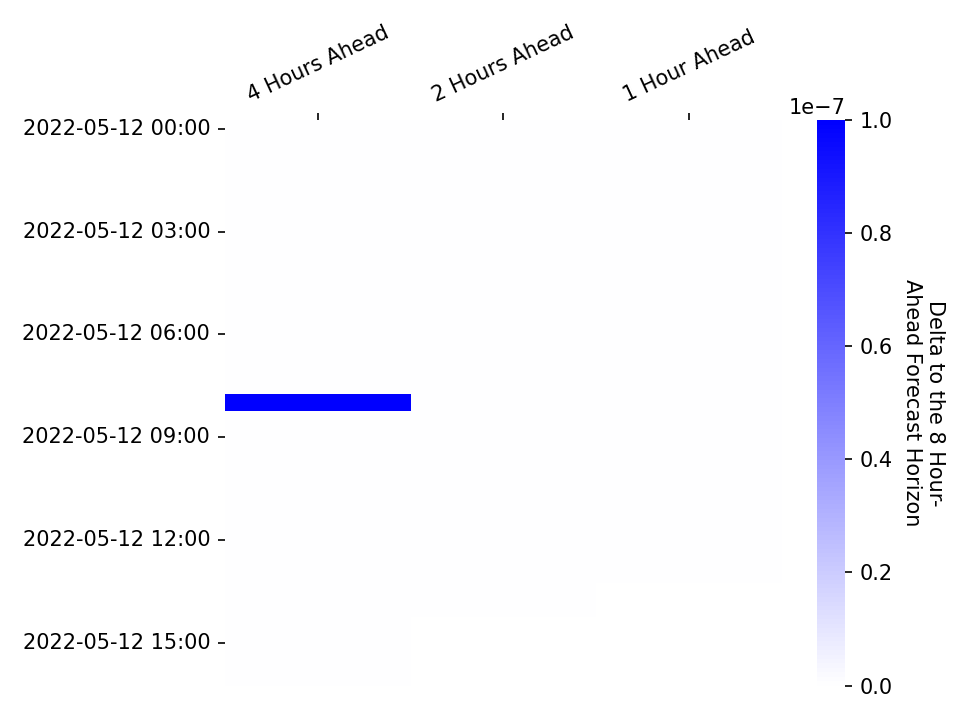 4 Hours Ahead
2 Hours Ahead
1 Hour Ahead
1e−7
2022-05-12 00:00
2022-05-12 03:00
2022-05-12 06:00
2022-05-12 09:00
2022-05-12 12:00
2022-05-12 15:00
1.0
0.8
0.6
0.4
0.2
0.0
Delta to the 8 Hour-
Ahead Forecast Horizon